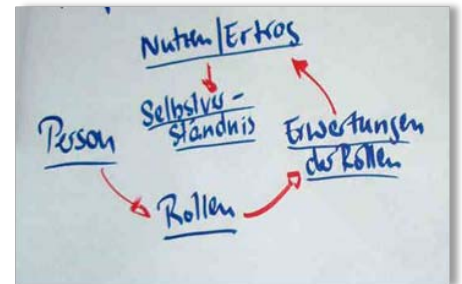 Nutzen/Ertrag
Selbstver-
ständnis
Person
Erwartungen
der Rollen
Rollen